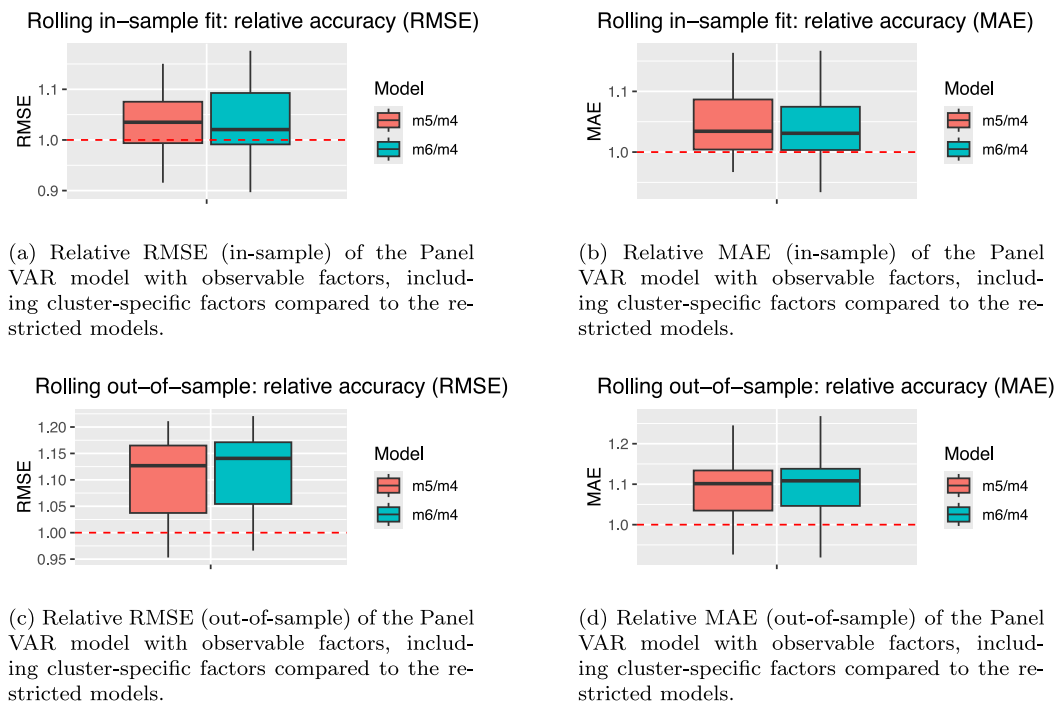 Rolling in−sample fit: relative accuracy (RMSE)
1.1
1.0
0.9
RMSE
Model
m5/m4
m6/m4
(a) Relative RMSE (in-sample) of the Panel
VAR model with observable factors, includ-
ing cluster-specific factors compared to the re-
stricted models.
Rolling in−sample fit: relative accuracy (MAE)
1.1
1.0
MAE
Model
m5/m4
m6/m4
(b) Relative MAE (in-sample) of the Panel
VAR model with observable factors, includ-
ing cluster-specific factors compared to the re-
stricted models.
Rolling out−of−sample: relative accuracy (RMSE)
1.20
1.15
1.10
1.05
1.00
0.95
RMSE
Model
m5/m4
m6/m4
(c) Relative RMSE (out-of-sample) of the Panel
VAR model with observable factors, includ-
ing cluster-specific factors compared to the re-
stricted models.
Rolling out−of−sample: relative accuracy (MAE)
1.2
1.1
1.0
MAE
Model
m5/m4
m6/m4
(d) Relative MAE (out-of-sample) of the Panel
VAR model with observable factors, includ-
ing cluster-specific factors compared to the re-
stricted models.